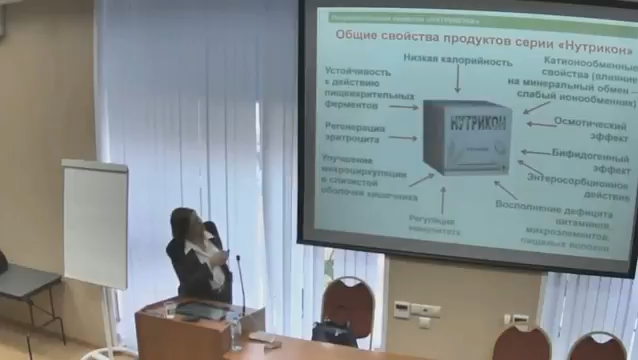 Общие свойства продуктов серии «Нутрикон»
Низкая калорийность
Устойчивость
к действию
пищеварительных
ферментов
Регенерация
эритроцита
Улучшение
микроциркуляции
в слизистой
оболочке кишечника
Регуляция
иммунитета
НУТРИКОН
Катионообменные
свойства (влияние
на минеральный обмен –
слабый ионообменник)
Осмотический
эффект
Бифидогенный
эффект
Энтеросорбционное
действие
Восполнение дефицита
витаминов,
микроэлементов,
пищевых волокон